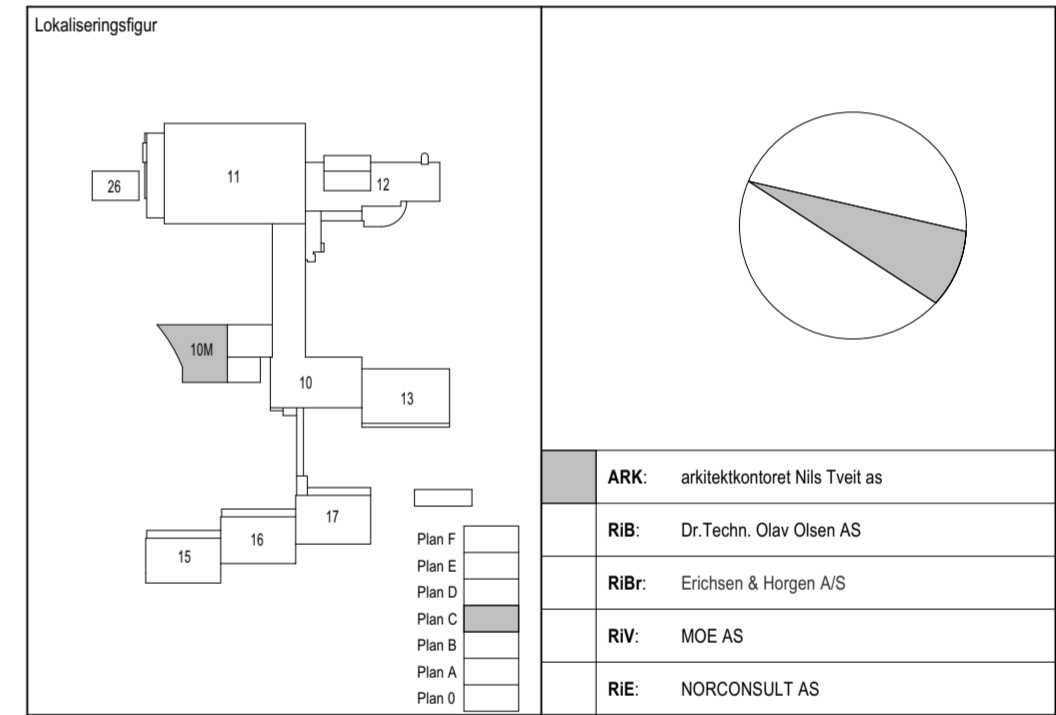 Lokaliseringsfigur
11
12
26
10M
10
13
17
16
15
Plan F
Plan E
Plan D
Plan C
Plan B
Plan A
Plan 0
ARK: arkitektkontoret Nils Tveit as
RiB: Dr.Techn. Olav Olsen AS
RiBr: Erichsen & Horgen A/S
RiV: MOE AS
RiE: NORCONSULT AS